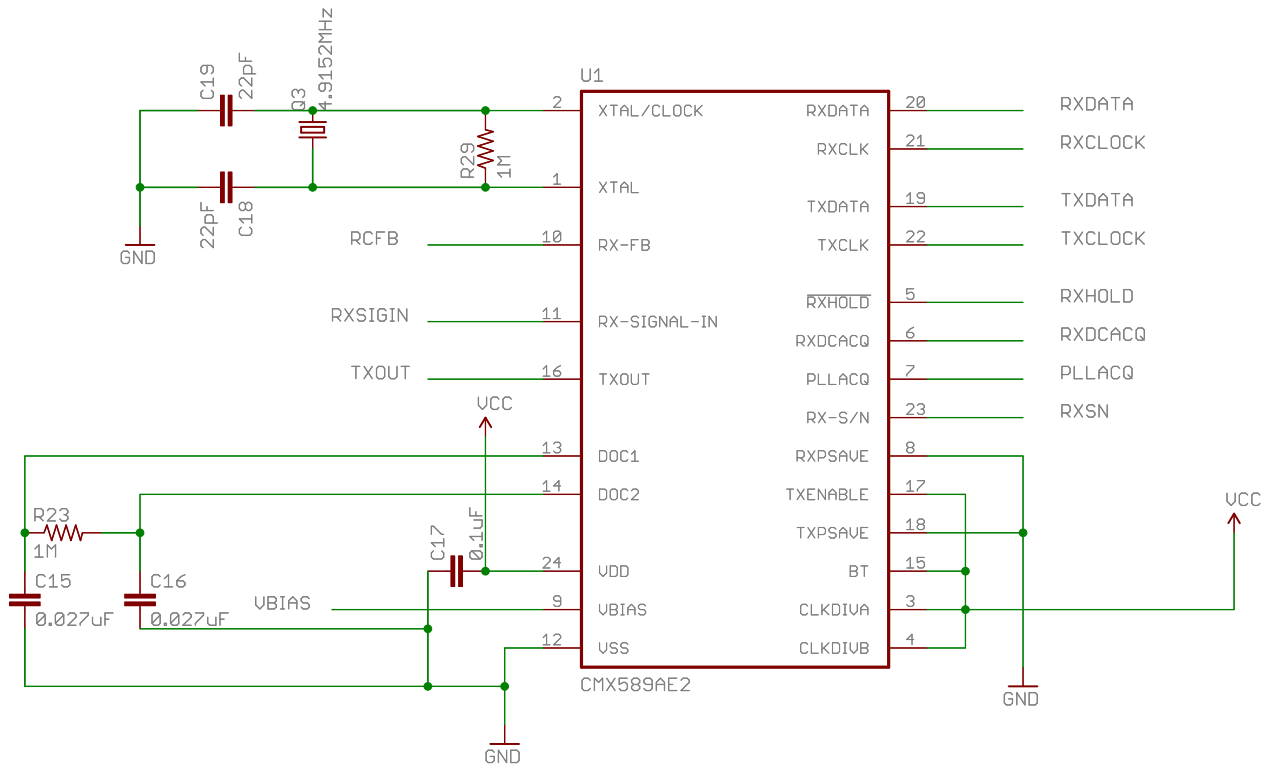 C19
22pF
Q3
4.9152MHz
R29
1M
22pF
C18
GND
U1
2 XTAL/CLOCK
1 XTAL
RCFB 10 RX-FB
RXSIGIN 11 RX-SIGNAL-IN
TXOUT 16 TXOUT
VCC
13 DOC1
14 DOC2
R23
1M
C15
0.027uF
C16
0.027uF
C17
0.1uF
24 VDD
VBIAS 9 VBIAS
12 VSS
GND
CMX589AE2
RXDATA 20 RXDATA
RXCLK 21 RXCLOCK
TXDATA 19 TXDATA
TXCLK 22 TXCLOCK
RXHOLD 5 RXHOLD
RXDCACQ 6 RXDCACQ
PLLACQ 7 PLLACQ
RX-S/N 23 RXSN
RXPSAVE 8
TXENABLE 17
TXPSAVE 18
BT 15
CLKDIVA 3
CLKDIVB 4
VCC
GND